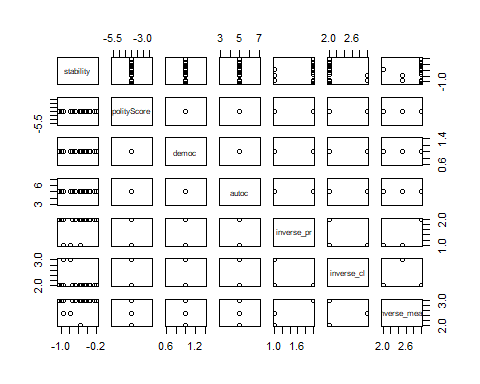 -5.5 -3.0 3 5 7 2.0 2.6
stability -1.0
-5.5 polityScore
democ 0.6 1.4
3 6 autoc
inverse_pr 1.0 2.0
2.0 3.0 inverse_cl
nverse_mea 2.0 3.0
-1.0 -0.2 0.6 1.2 1.0 1.6 2.0 2.6